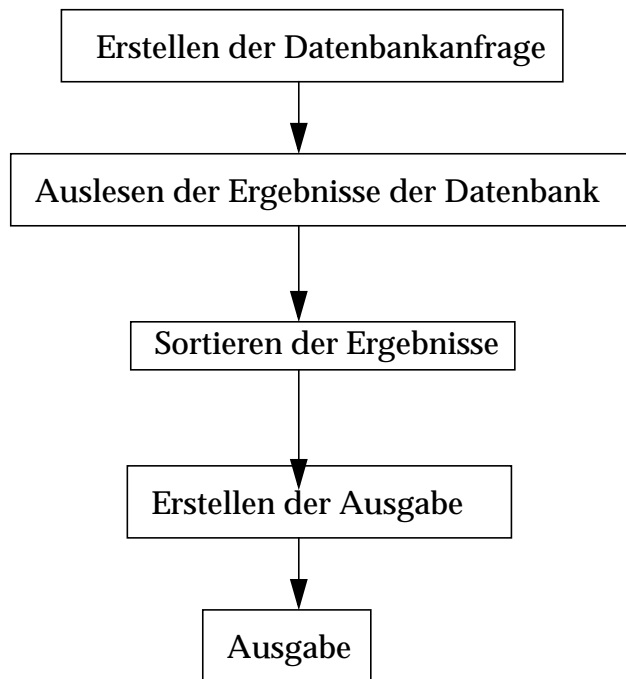 Erstellen der Datenbankanfrage
Auslesen der Ergebnisse der Datenbank
Sortieren der Ergebnisse
Erstellen der Ausgabe
Ausgabe